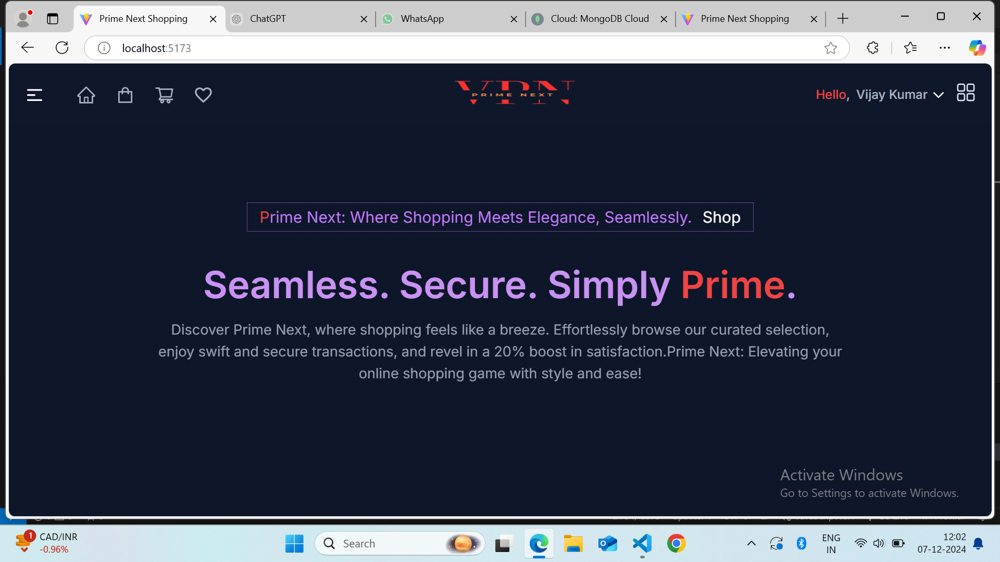 Prime Next Shopping
ChatGPT
WhatsApp
Cloud: MongoDB Cloud
Prime Next Shopping
localhost:5173
VPN
PRIME NEXT
Hello, Vijay Kumar
Prime Next: Where Shopping Meets Elegance, Seamlessly. Shop
Seamless. Secure. Simply Prime.
Discover Prime Next, where shopping feels like a breeze. Effortlessly browse our curated selection,
enjoy swift and secure transactions, and revel in a 20% boost in satisfaction.Prime Next: Elevating your
online shopping game with style and ease!
Activate Windows
Go to Settings to activate Windows.
1
CAD/INR
-0.96%
Search
ENG
IN
12:02
07-12-2024